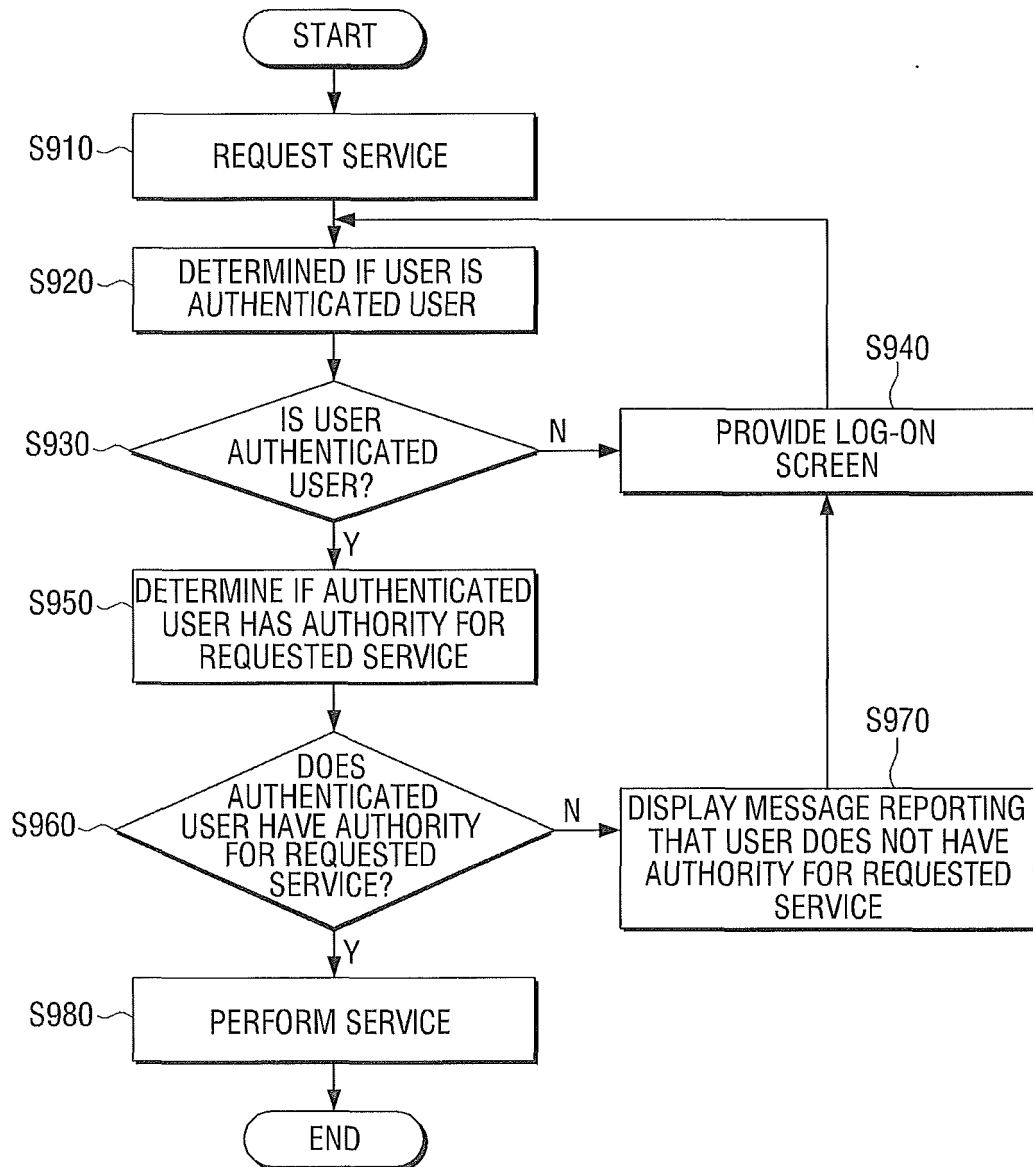 START
S910
REQUEST SERVICE
S920
DETERMINED IF USER IS
AUTHENTICATED USER
S930
IS USER
AUTHENTICATED
USER?
N
S940
PROVIDE LOG-ON
SCREEN
Y
S950
DETERMINE IF AUTHENTICATED
USER HAS AUTHORITY FOR
REQUESTED SERVICE
S960
DOES
AUTHENTICATED
USER HAVE AUTHORITY
FOR REQUESTED
SERVICE?
N
S970
DISPLAY MESSAGE REPORTING
THAT USER DOES NOT HAVE
AUTHORITY FOR REQUESTED
SERVICE
Y
S980
PERFORM SERVICE
END